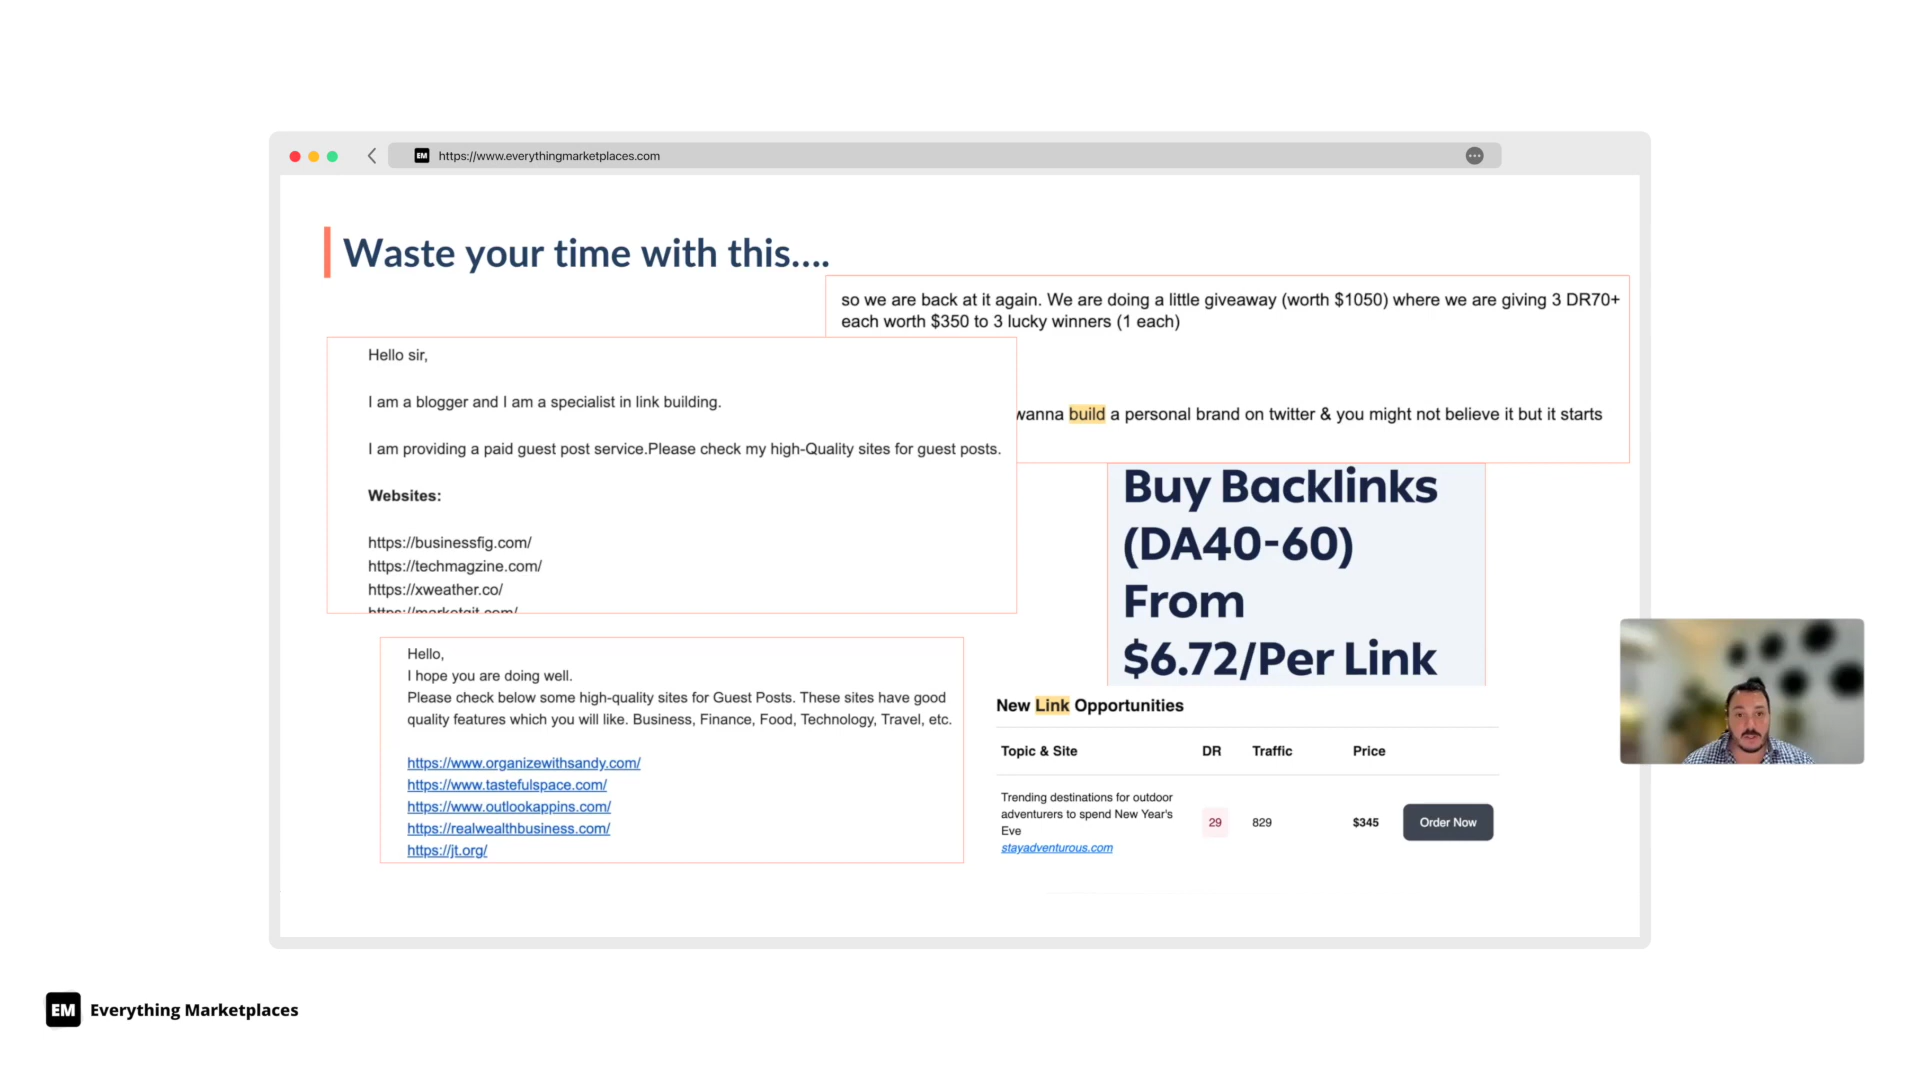 EM https://www.everythingmarketplaces.com
Waste your time with this....
so we are back at it again. We are doing a little giveaway (worth $1050) where we are giving 3 DR70+
each worth $350 to 3 lucky winners (1 each)
wanna build a personal brand on twitter & you might not believe it but it starts
Hello sir,
I am a blogger and I am a specialist in link building.
I am providing a paid guest post service.Please check my high-Quality sites for guest posts.
Websites:
https://businessfig.com/
https://techmagzine.com/
https://xweather.co/
https://marketgit.com/
Buy Backlinks
(DA40-60)
From
$6.72/Per Link
Hello,
I hope you are doing well.
Please check below some high-quality sites for Guest Posts. These sites have good
quality features which you will like. Business, Finance, Food, Technology, Travel, etc.
https://www.organizewithsandy.com/
https://www.tastefulspace.com/
https://www.outlookappins.com/
https://realwealthbusiness.com/
https://jt.org/
New Link Opportunities
Topic & Site DR Traffic Price
Trending destinations for outdoor
adventurers to spend New Year's
Eve
stayadventurous.com
29 829 $345 Order Now
EM Everything Marketplaces